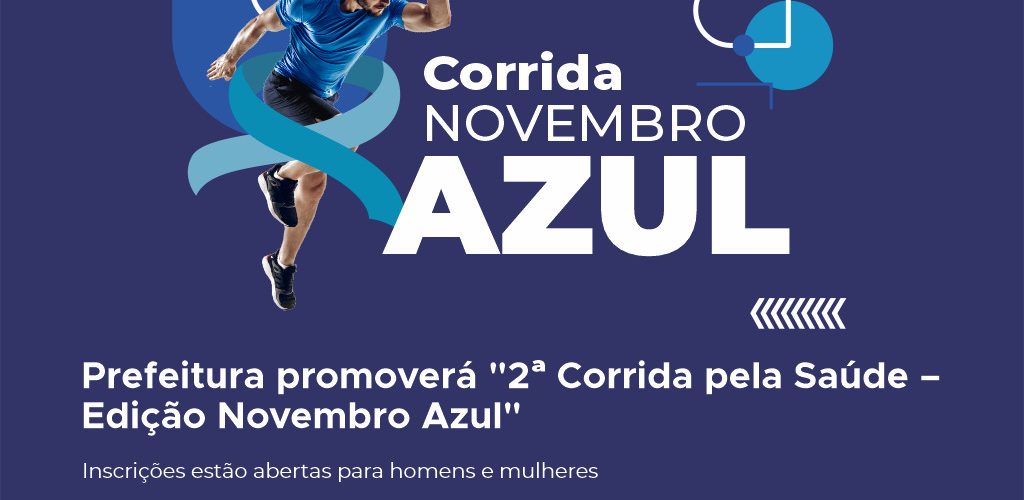 Corrida
NOVEMBRO
AZUL
Prefeitura promoverá "2ª Corrida pela Saúde –
Edição Novembro Azul"
Inscrições estão abertas para homens e mulheres